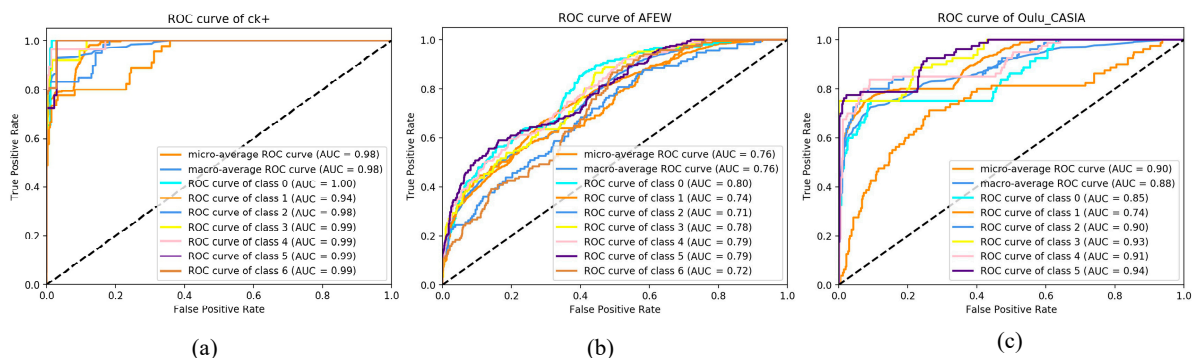 ROC curve of ck+
True Positive Rate
1.0
0.8
0.6
0.4
0.2
0.0
micro-average ROC curve (AUC = 0.98)
macro-average ROC curve (AUC = 0.98)
ROC curve of class 0 (AUC = 1.00)
ROC curve of class 1 (AUC = 0.94)
ROC curve of class 2 (AUC = 0.98)
ROC curve of class 3 (AUC = 0.99)
ROC curve of class 4 (AUC = 0.99)
ROC curve of class 5 (AUC = 0.99)
ROC curve of class 6 (AUC = 0.99)
0.0 0.2 0.4 0.6 0.8 1.0
False Positive Rate
(a)
ROC curve of AFEW
True Positive Rate
1.0
0.8
0.6
0.4
0.2
0.0
micro-average ROC curve (AUC = 0.76)
macro-average ROC curve (AUC = 0.76)
ROC curve of class 0 (AUC = 0.80)
ROC curve of class 1 (AUC = 0.74)
ROC curve of class 2 (AUC = 0.71)
ROC curve of class 3 (AUC = 0.78)
ROC curve of class 4 (AUC = 0.79)
ROC curve of class 5 (AUC = 0.79)
ROC curve of class 6 (AUC = 0.72)
0.0 0.2 0.4 0.6 0.8 1.0
False Positive Rate
(b)
ROC curve of Oulu_CASIA
True Positive Rate
1.0
0.8
0.6
0.4
0.2
0.0
micro-average ROC curve (AUC = 0.90)
macro-average ROC curve (AUC = 0.88)
ROC curve of class 0 (AUC = 0.85)
ROC curve of class 1 (AUC = 0.74)
ROC curve of class 2 (AUC = 0.90)
ROC curve of class 3 (AUC = 0.93)
ROC curve of class 4 (AUC = 0.91)
ROC curve of class 5 (AUC = 0.94)
0.0 0.2 0.4 0.6 0.8 1.0
False Positive Rate
(c)